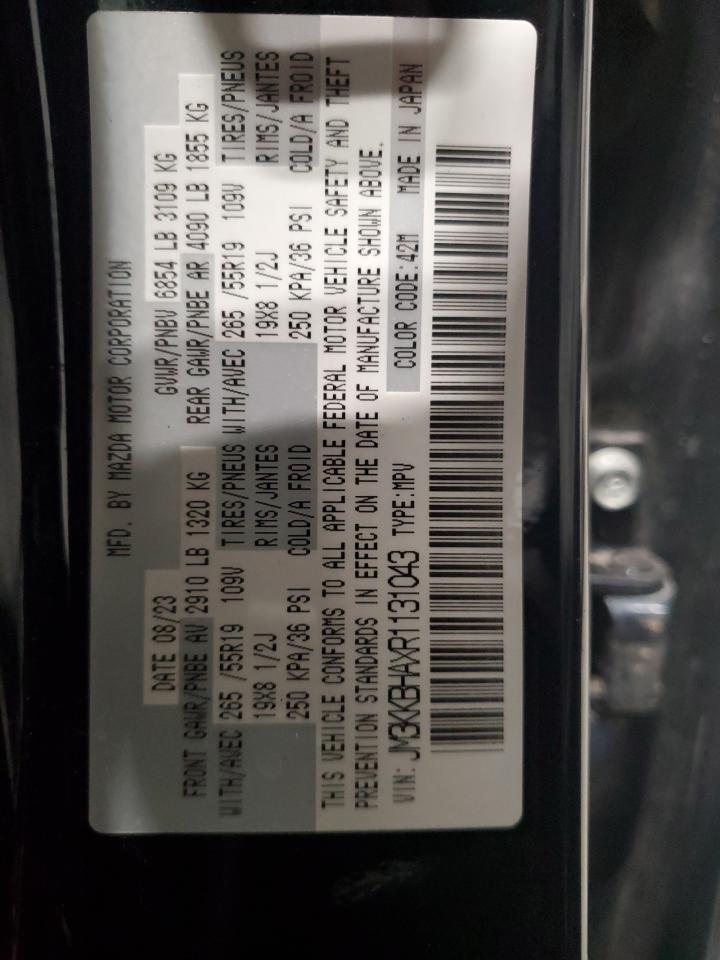 MFD. BY MAZDA MOTOR CORPORATION
DATE 08/23 GVWR/PNBV 6854 LB 3109 KG
FRONT GAWR/PNBE AV 2910 LB 1320 KG REAR GAWR/PNBE AR 4090 LB 1855 KG
WITH/AVEC 265 /55R19 109V TIRES/PNEUS WITH/AVEC 265 /55R19 109V TIRES/PNEUS
19X8 1/2J RIMS/JANTES 19X8 1/2J RIMS/JANTES
250 KPA/36 PSI COLD/A FROID 250 KPA/36 PSI COLD/A FROID
THIS VEHICLE CONFORMS TO ALL APPLICABLE FEDERAL MOTOR VEHICLE SAFETY AND THEFT
PREVENTION STANDARDS IN EFFECT ON THE DATE OF MANUFACTURE SHOWN ABOVE.
VIN: JM3KKBHAXR1131043 TYPE:MPV COLOR CODE:42M MADE IN JAPAN